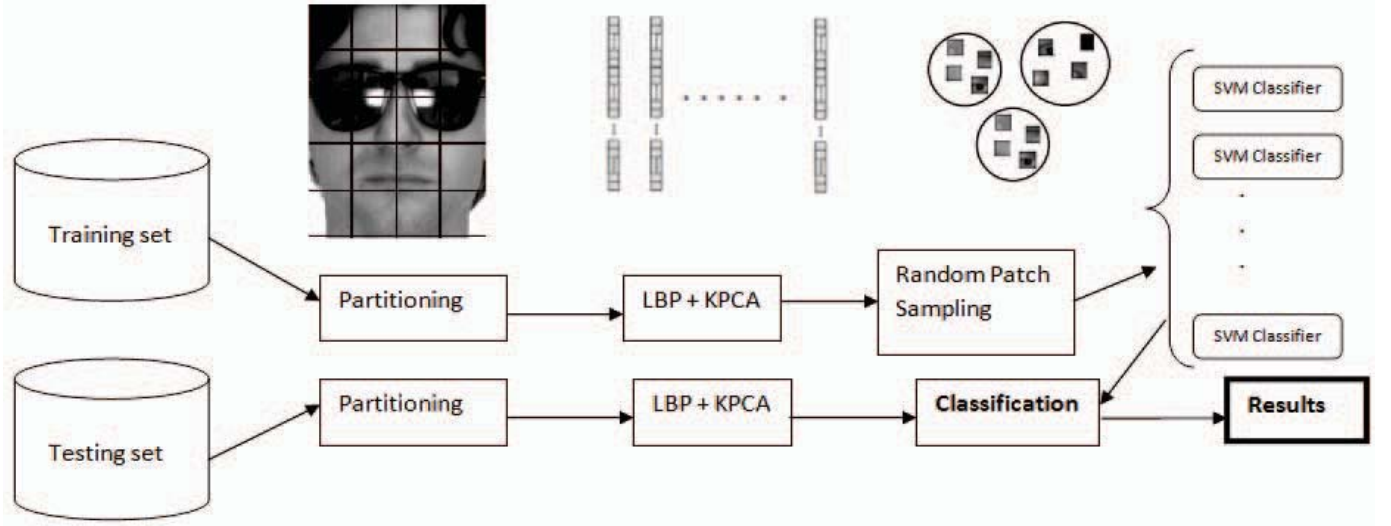 SVM Classifier
SVM Classifier
Training set
Partitioning
LBP + KPCA
Random Patch
Sampling
SVM Classifier
Testing set
Partitioning
LBP + KPCA
Classification
Results